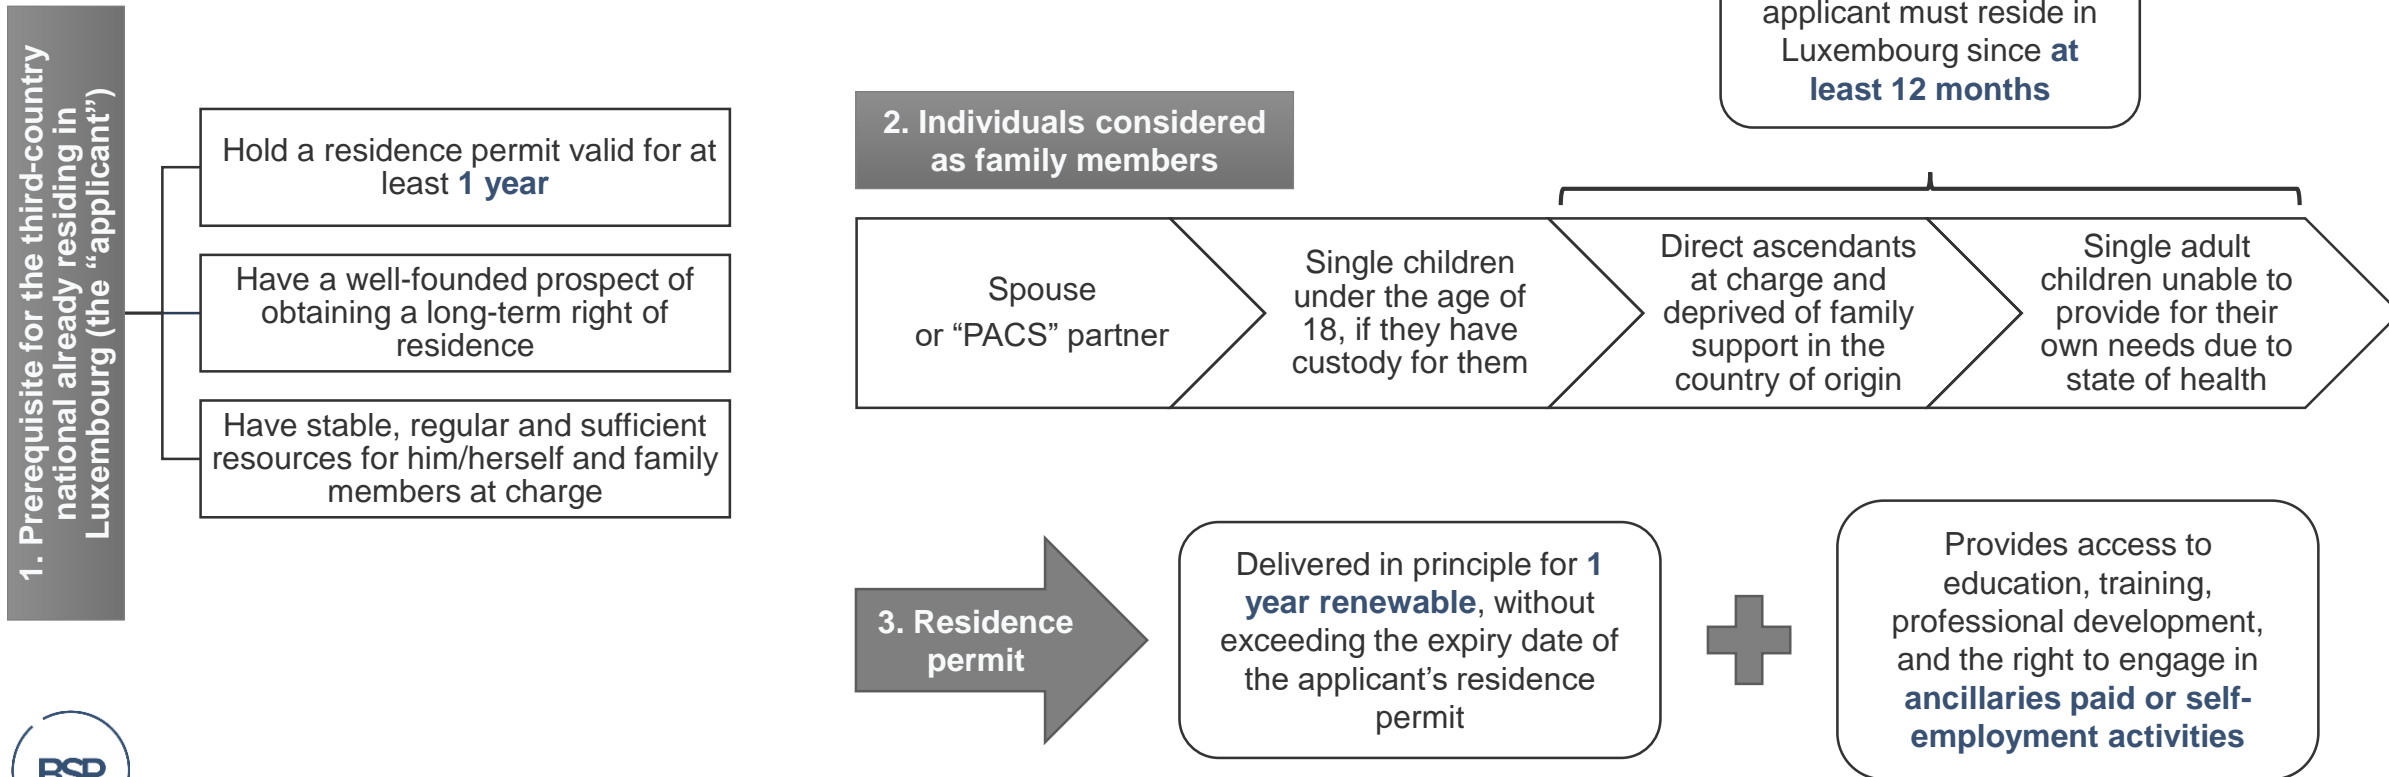 1. Prerequisite for the third-country
national already residing in
Luxembourg (the “applicant”)
Hold a residence permit valid for at
least 1 year
Have a well-founded prospect of
obtaining a long-term right of
residence
Have stable, regular and sufficient
resources for him/herself and family
members at charge
applicant must reside in
Luxembourg since at
least 12 months
2. Individuals considered
as family members
Spouse
or “PACS” partner
Single children
under the age of
18, if they have
custody for them
Direct ascendants
at charge and
deprived of family
support in the
country of origin
Single adult
children unable to
provide for their
own needs due to
state of health
3. Residence
permit
Delivered in principle for 1
year renewable, without
exceeding the expiry date of
the applicant’s residence
permit
Provides access to
education, training,
professional development,
and the right to engage in
ancillaries paid or self-
employment activities
BSP